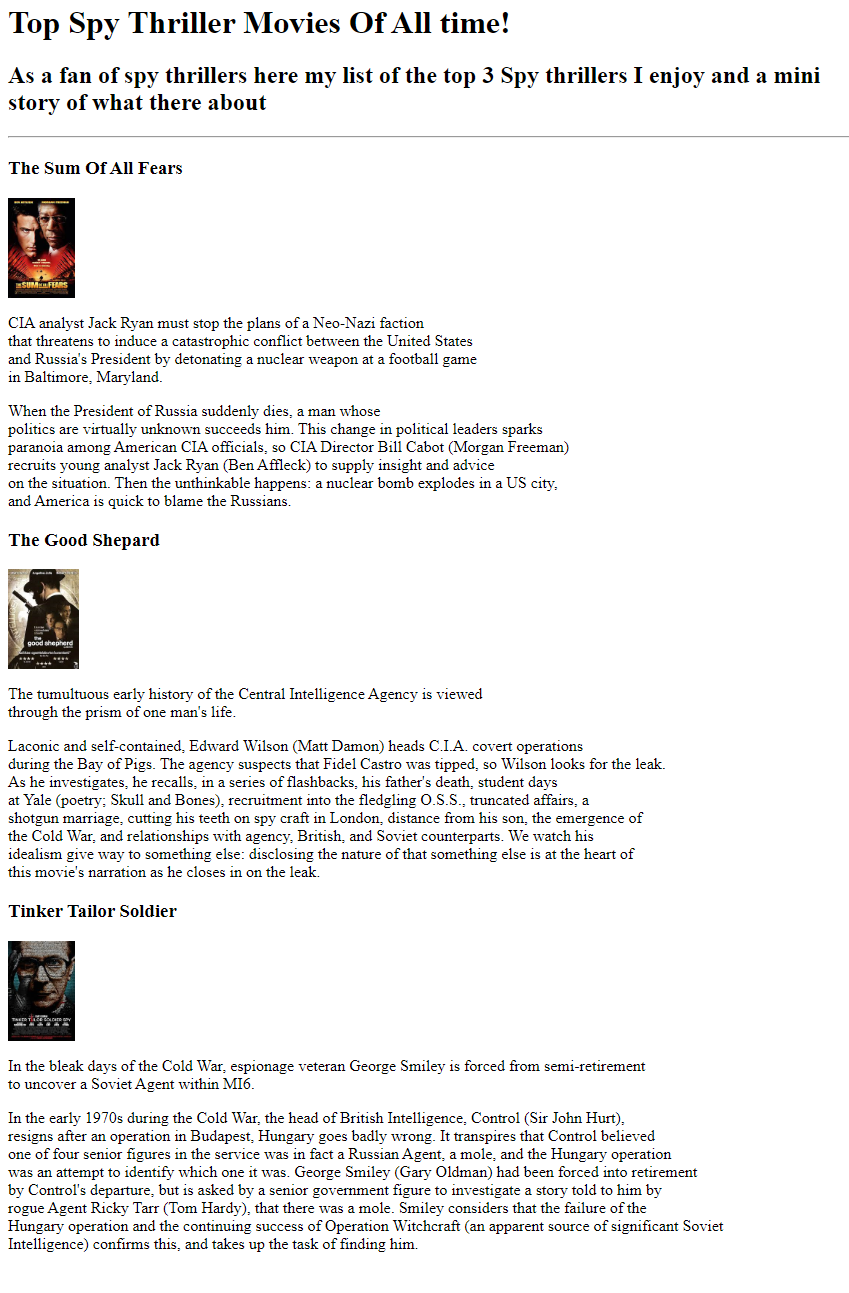 Top Spy Thriller Movies Of All time!
As a fan of spy thrillers here my list of the top 3 Spy thrillers I enjoy and a mini
story of what there about
The Sum Of All Fears
THE SUM OF ALL FEARS
CIA analyst Jack Ryan must stop the plans of a Neo-Nazi faction
that threatens to induce a catastrophic conflict between the United States
and Russia's President by detonating a nuclear weapon at a football game
in Baltimore, Maryland.
When the President of Russia suddenly dies, a man whose
politics are virtually unknown succeeds him. This change in political leaders sparks
paranoia among American CIA officials, so CIA Director Bill Cabot (Morgan Freeman)
recruits young analyst Jack Ryan (Ben Affleck) to supply insight and advice
on the situation. Then the unthinkable happens: a nuclear bomb explodes in a US city,
and America is quick to blame the Russians.
The Good Shepard
the
good shepherd
The tumultuous early history of the Central Intelligence Agency is viewed
through the prism of one man's life.
Laconic and self-contained, Edward Wilson (Matt Damon) heads C.I.A. covert operations
during the Bay of Pigs. The agency suspects that Fidel Castro was tipped, so Wilson looks for the leak.
As he investigates, he recalls, in a series of flashbacks, his father's death, student days
at Yale (poetry; Skull and Bones), recruitment into the fledgling O.S.S., truncated affairs, a
shotgun marriage, cutting his teeth on spy craft in London, distance from his son, the emergence of
the Cold War, and relationships with agency, British, and Soviet counterparts. We watch his
idealism give way to something else: disclosing the nature of that something else is at the heart of
this movie's narration as he closes in on the leak.
Tinker Tailor Soldier
TINKER TAILOR SOLDIER SPY
In the bleak days of the Cold War, espionage veteran George Smiley is forced from semi-retirement
to uncover a Soviet Agent within MI6.
In the early 1970s during the Cold War, the head of British Intelligence, Control (Sir John Hurt),
resigns after an operation in Budapest, Hungary goes badly wrong. It transpires that Control believed
one of four senior figures in the service was in fact a Russian Agent, a mole, and the Hungary operation
was an attempt to identify which one it was. George Smiley (Gary Oldman) had been forced into retirement
by Control's departure, but is asked by a senior government figure to investigate a story told to him by
rogue Agent Ricky Tarr (Tom Hardy), that there was a mole. Smiley considers that the failure of the
Hungary operation and the continuing success of Operation Witchcraft (an apparent source of significant Soviet
Intelligence) confirms this, and takes up the task of finding him.